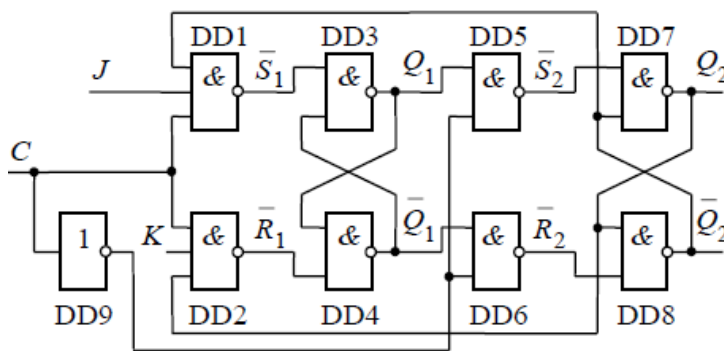 DD1 DD3 DD5 DD7
J & S̄₁ & Q₁ & S̄₂ & Q₂
C
1 K & R̄₁ & Q̄₁ & R̄₂ & Q̄₂
DD9 DD2 DD4 DD6 DD8